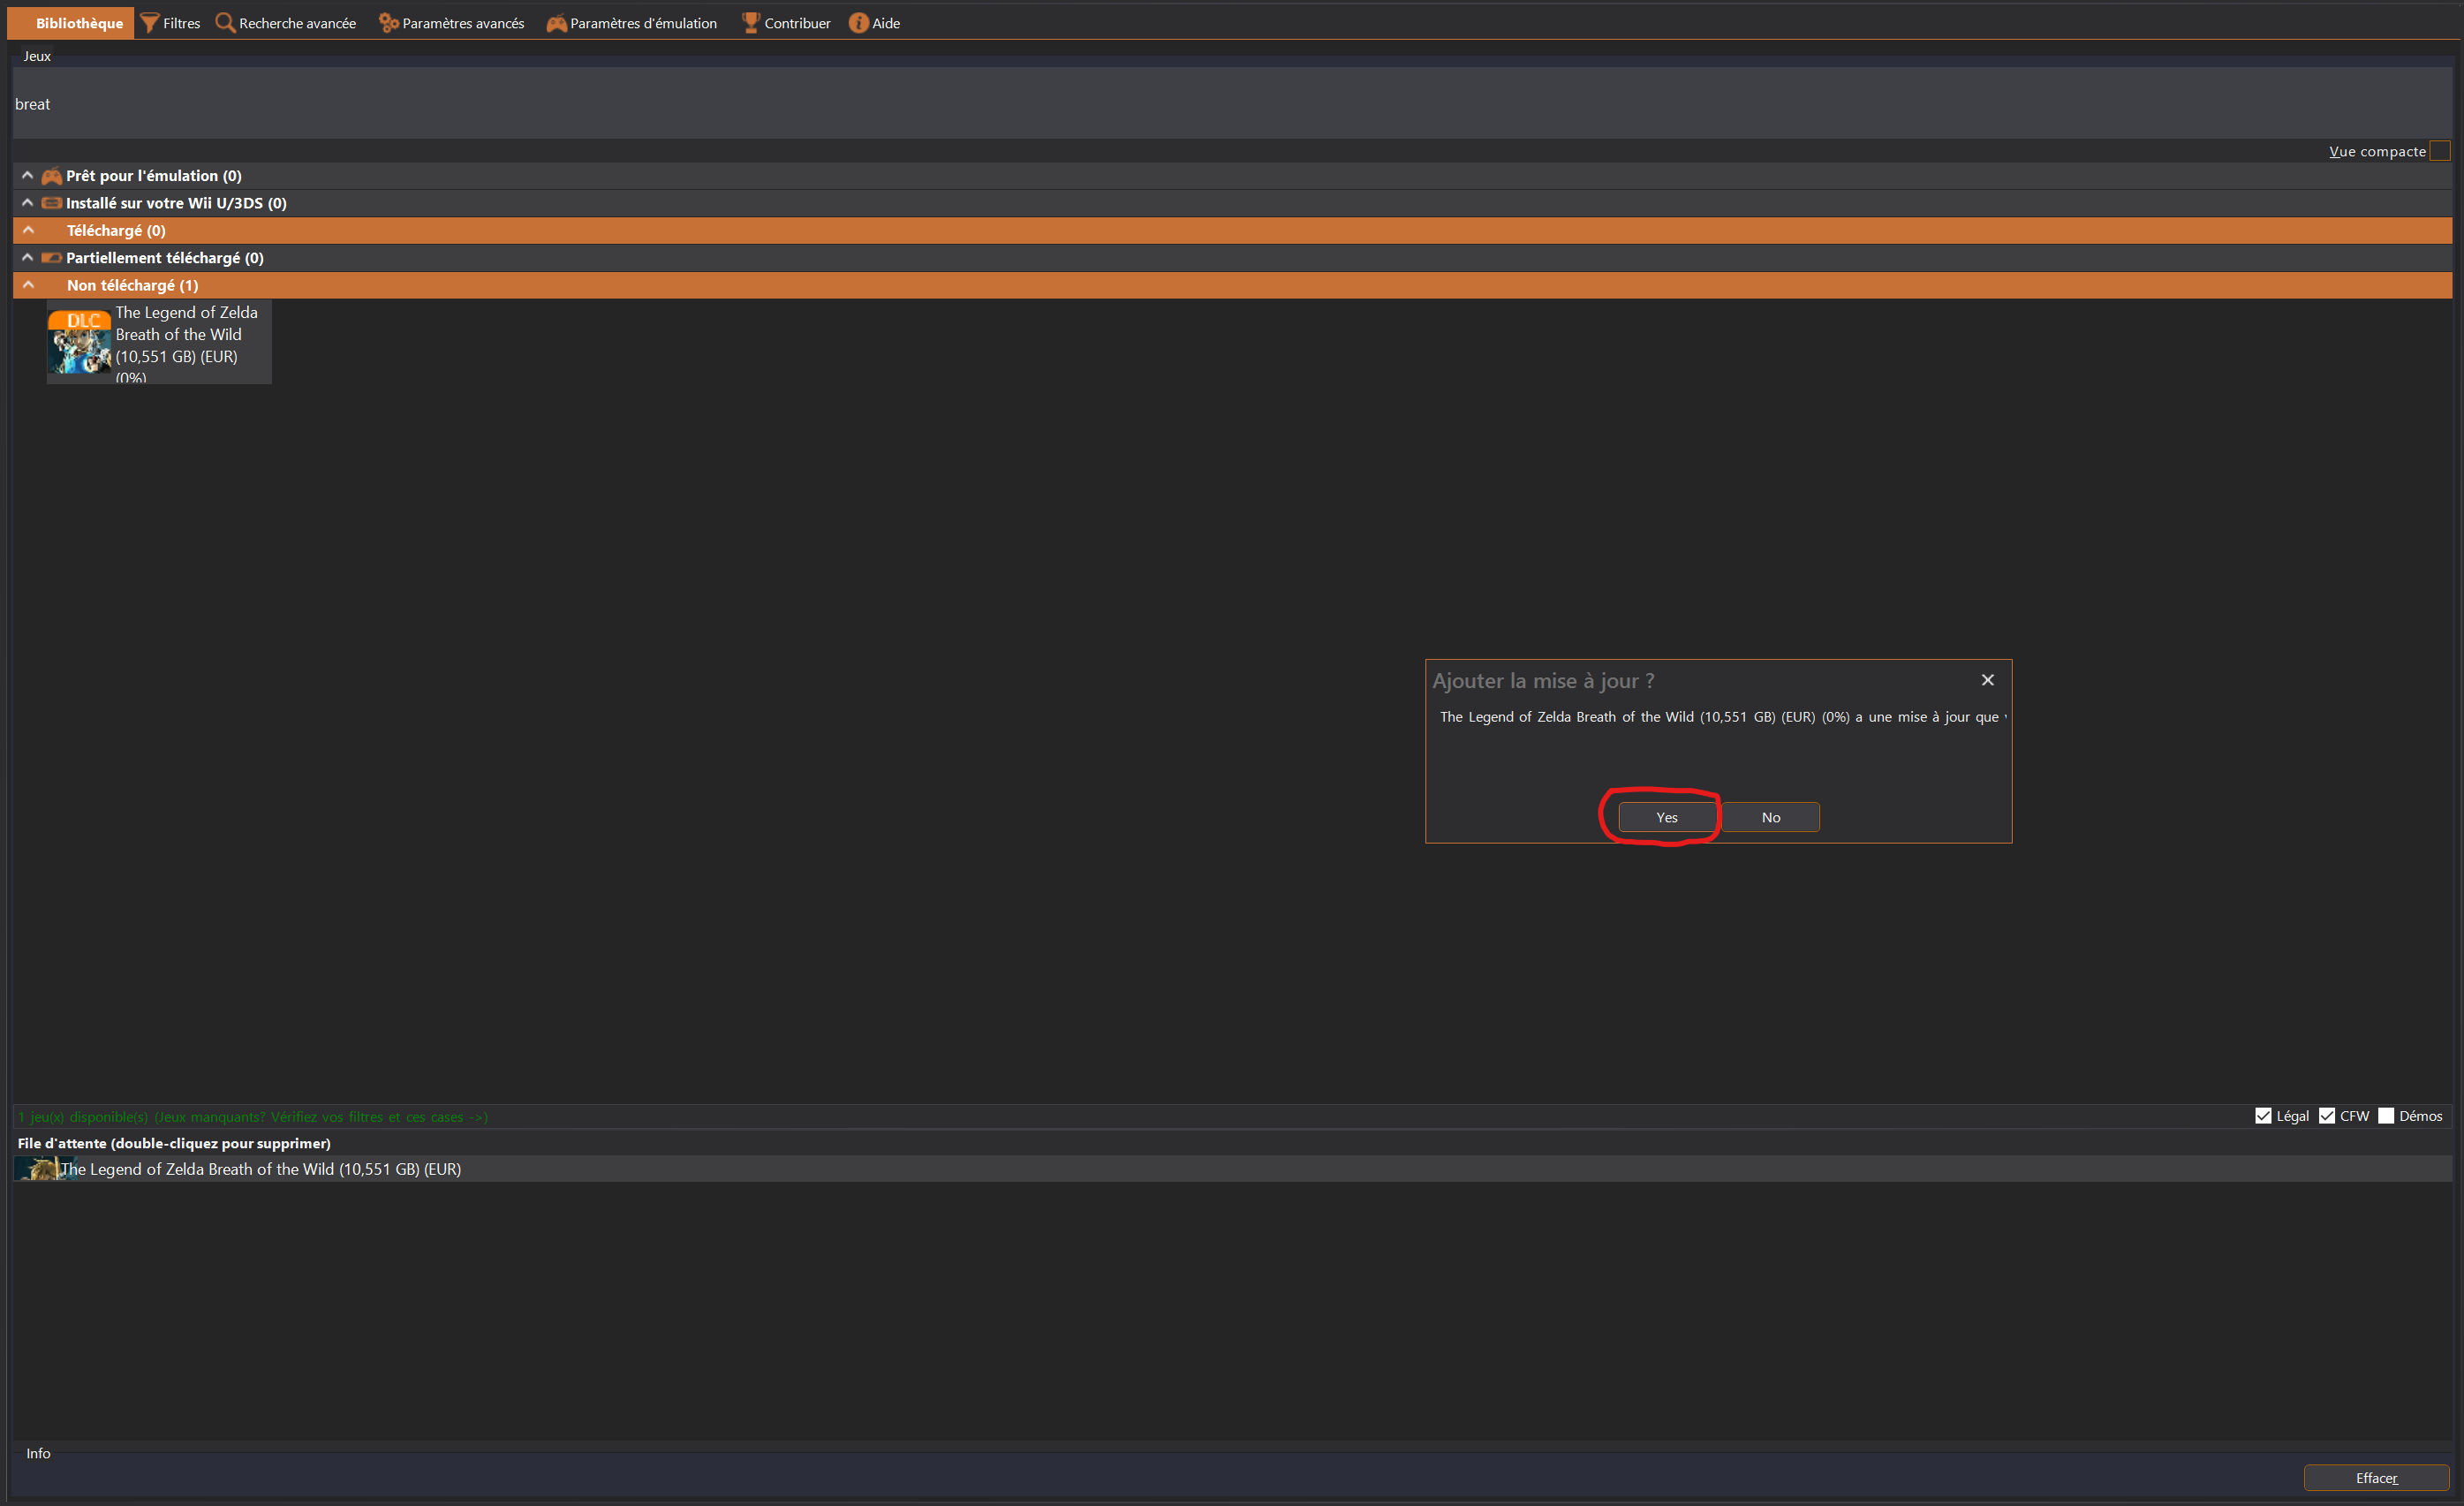 Bibliothèque Filtres Recherche avancée Paramètres avancés Paramètres d'émulation Contribuer Aide
Jeux
breat
Vue compacte
Prêt pour l'émulation (0)
Installé sur votre Wii U/3DS (0)
Téléchargé (0)
Partiellement téléchargé (0)
Non téléchargé (1)
DLC
The Legend of Zelda
Breath of the Wild
(10,551 GB) (EUR)
(0%)
Ajouter la mise à jour ?
The Legend of Zelda Breath of the Wild (10,551 GB) (EUR) (0%) a une mise à jour que
Yes No
1 jeu(x) disponible(s) (Jeux manquants? Vérifiez vos filtres et ces cases ->) Légal CFW Démos
File d'attente (double-cliquez pour supprimer)
The Legend of Zelda Breath of the Wild (10,551 GB) (EUR)
Info
Effacer